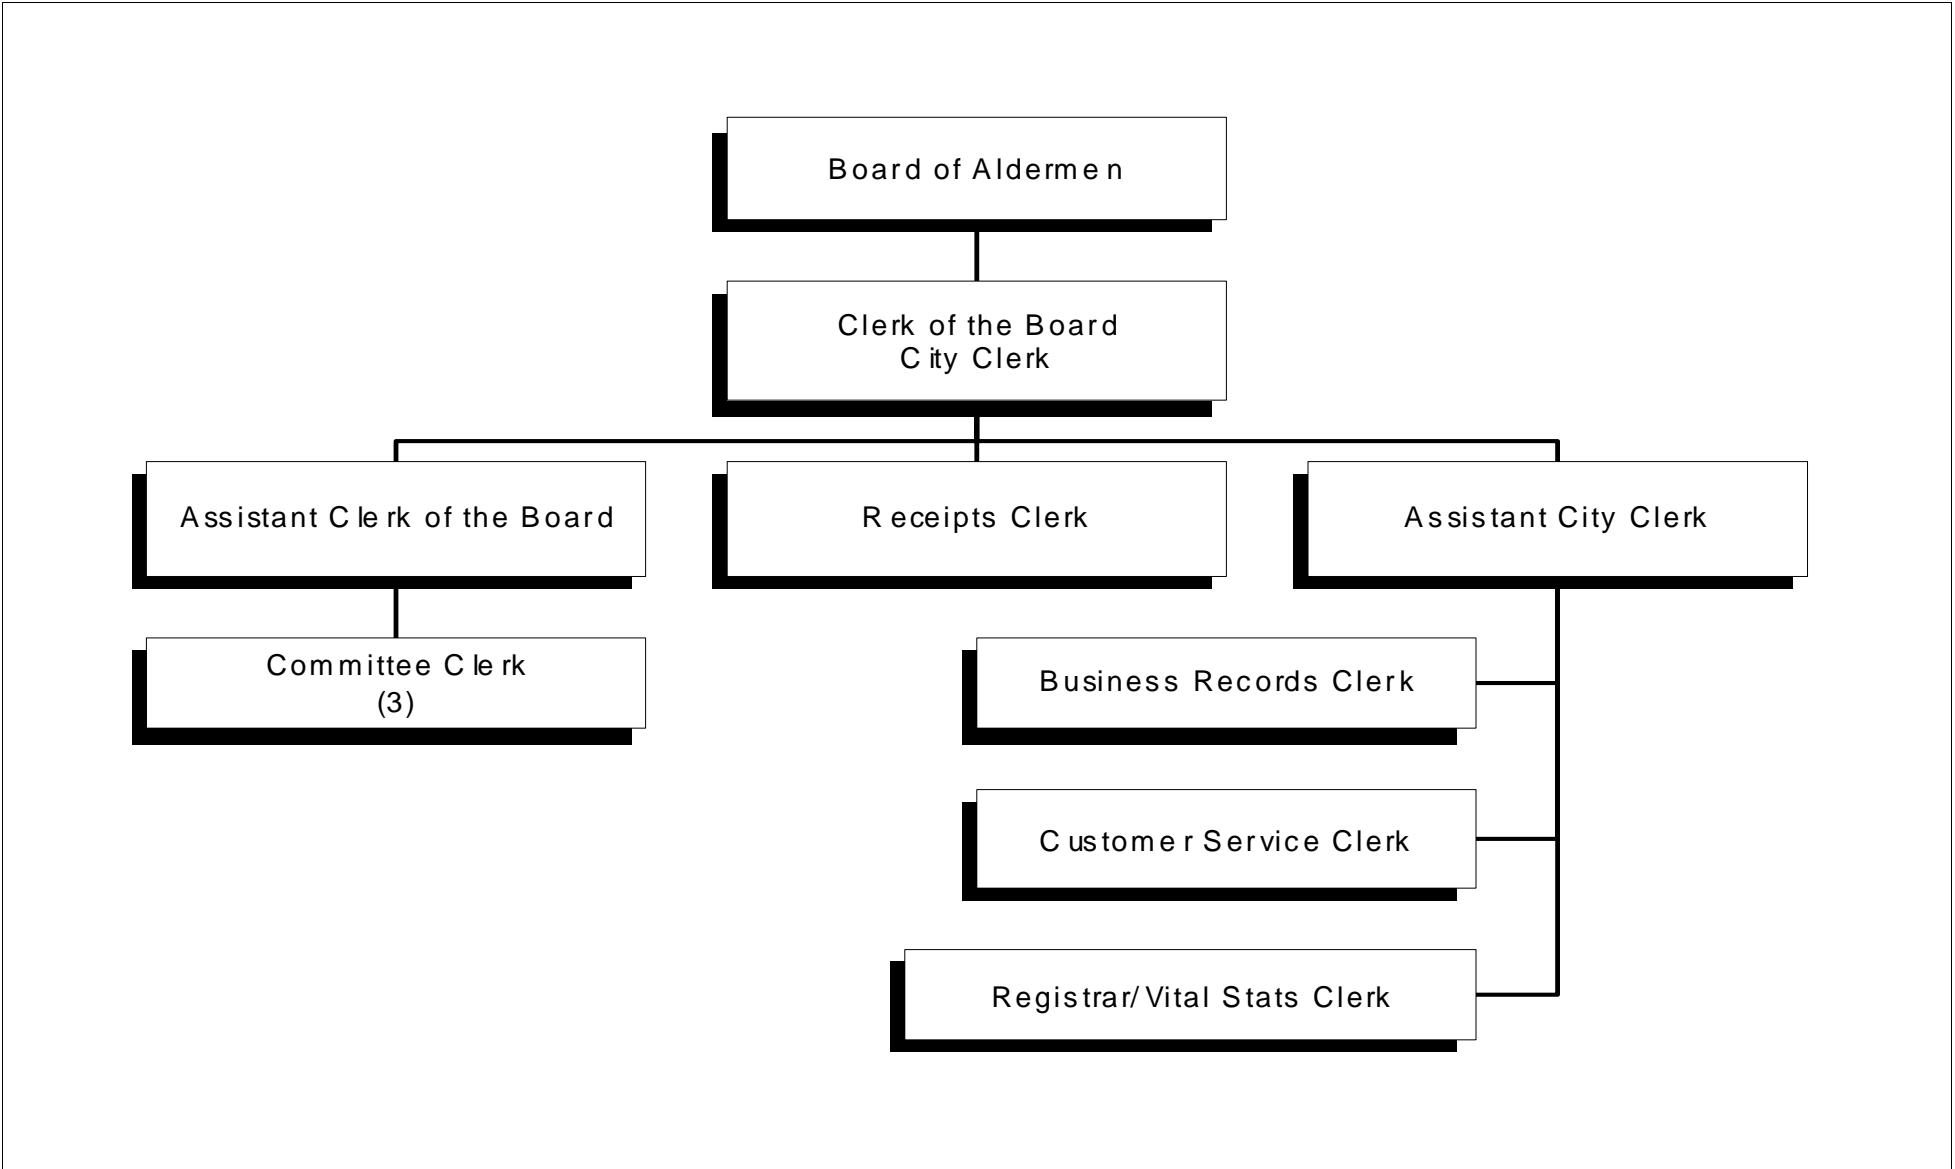 Board of Aldermen
Clerk of the Board
City Clerk
Assistant Clerk of the Board
Receipts Clerk
Assistant City Clerk
Committee Clerk
(3)
Business Records Clerk
Customer Service Clerk
Registrar/Vital Stats Clerk